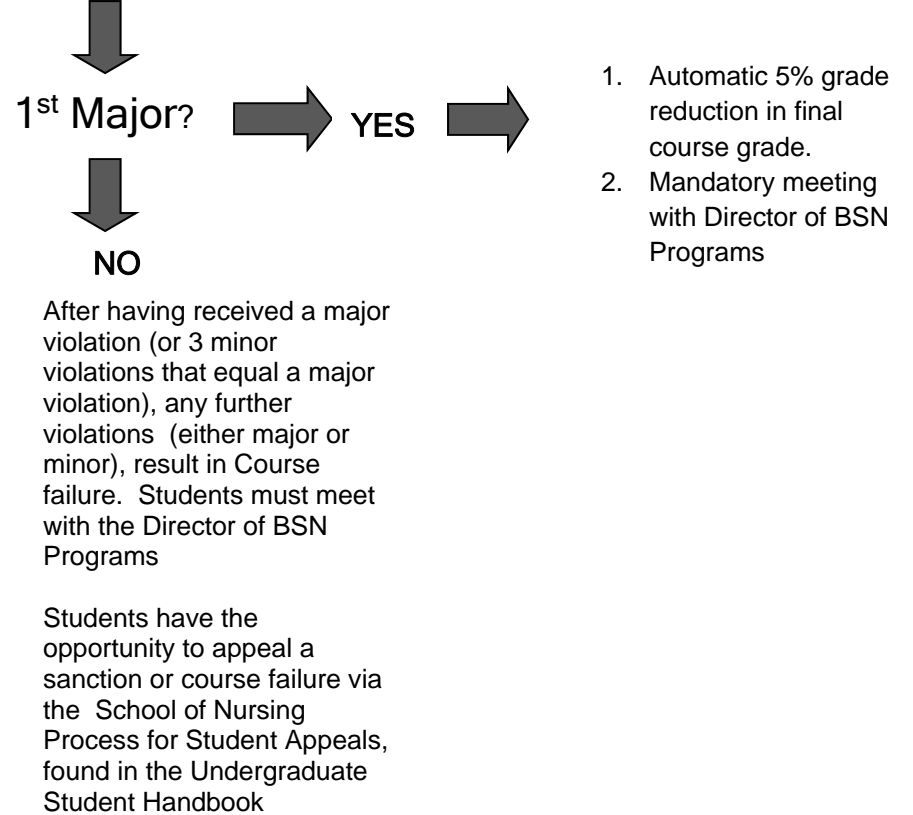 1st Major?
YES
1. Automatic 5% grade
reduction in final
course grade.
2. Mandatory meeting
with Director of BSN
Programs
NO
After having received a major
violation (or 3 minor
violations that equal a major
violation), any further
violations (either major or
minor), result in Course
failure. Students must meet
with the Director of BSN
Programs
Students have the
opportunity to appeal a
sanction or course failure via
the School of Nursing
Process for Student Appeals,
found in the Undergraduate
Student Handbook